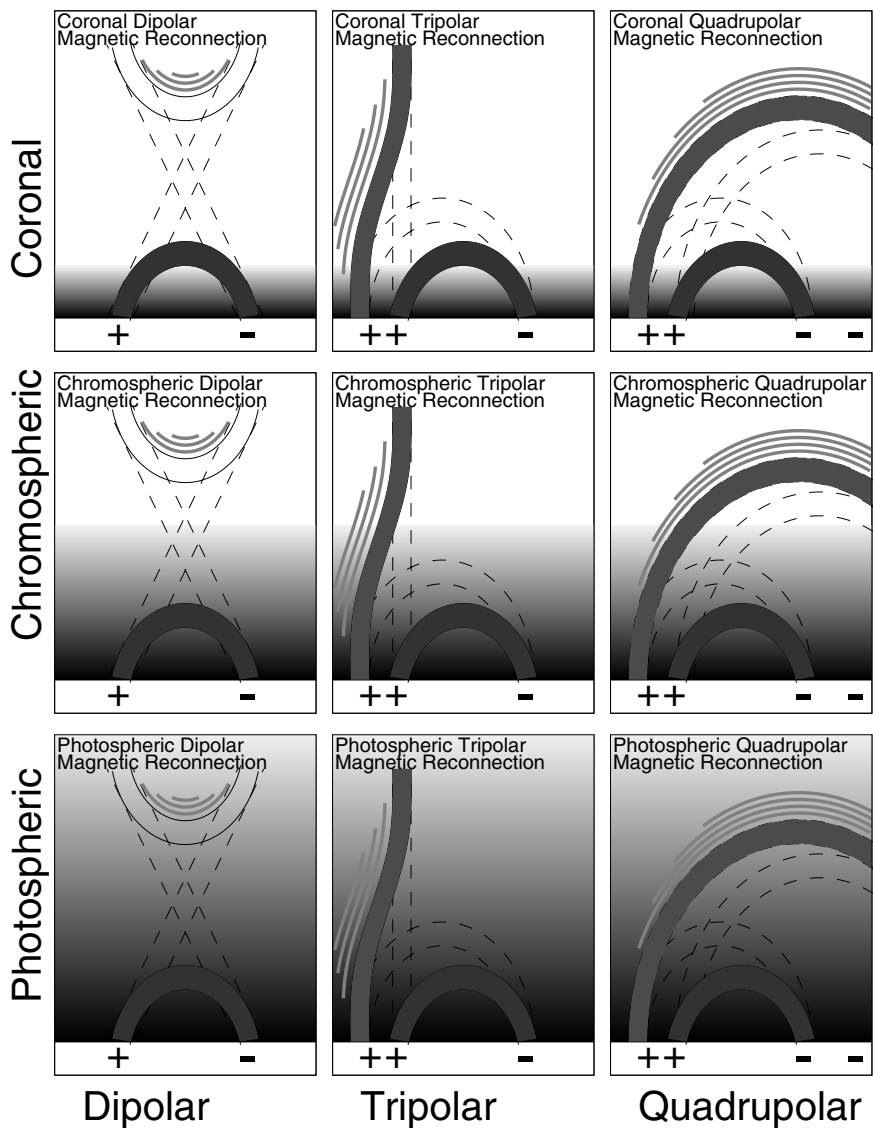 Coronal
Coronal Dipolar
Magnetic Reconnection
+ -
Coronal Tripolar
Magnetic Reconnection
++ -
Coronal Quadrupolar
Magnetic Reconnection
++ - -
Chromospheric
Chromospheric Dipolar
Magnetic Reconnection
+ -
Chromospheric Tripolar
Magnetic Reconnection
++ -
Chromospheric Quadrupolar
Magnetic Reconnection
++ - -
Photospheric
Photospheric Dipolar
Magnetic Reconnection
+ -
Photospheric Tripolar
Magnetic Reconnection
++ -
Photospheric Quadrupolar
Magnetic Reconnection
++ - -
Dipolar
Tripolar
Quadrupolar